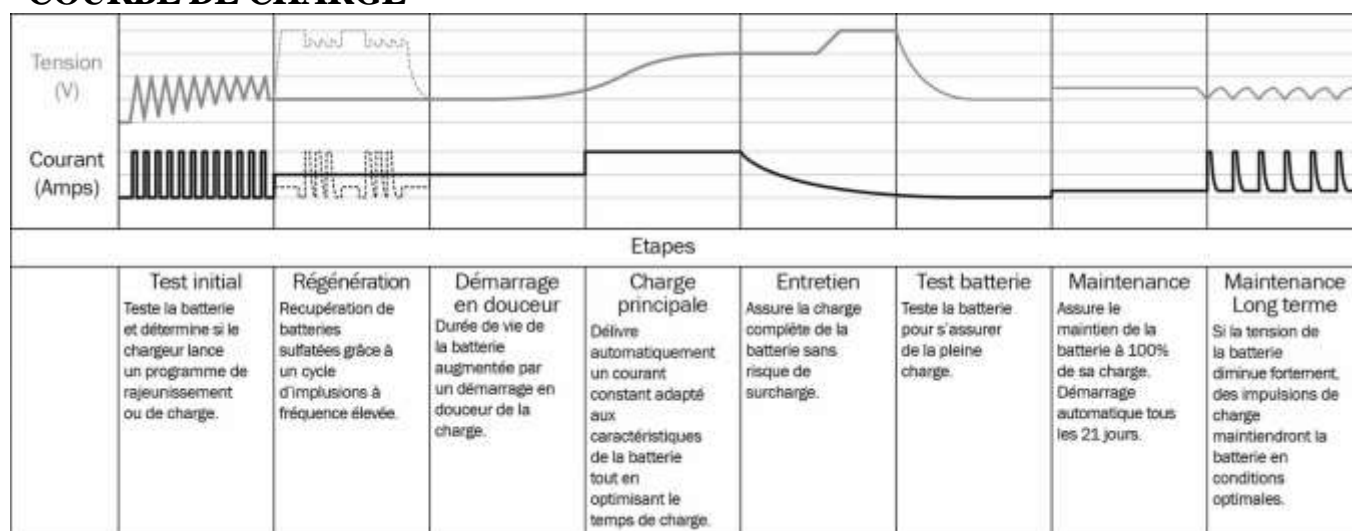 COURBE DE CHARGE
Tension
(V)
Courant
(Amps)
Etapes
Test initial
Teste la batterie
et détermine si le
chargeur lance
un programme de
rajeunissement
ou de charge.
Régénération
Recupération de
batteries
sulfatées grâce à
un cycle
d'implusions à
fréquence élevée.
Démarrage
en douceur
Durée de vie de
la batterie
augmentée par
un démarrage en
douceur de la
charge.
Charge
principale
Délivre
automatiquement
un courant
constant adapté
aux
caractéristiques
de la batterie
tout en
optimisant le
temps de charge.
Entretien
Assure la charge
complète de la
batterie sans
risque de
surcharge.
Test batterie
Teste la batterie
pour s'assurer
de la pleine
charge.
Maintenance
Assure le
maintien de la
batterie à 100%
de sa charge.
Démarrage
automatique tous
les 21 jours.
Maintenance
Long terme
Si la tension de
la batterie
diminue fortement,
des impulsions de
charge
maintiendront la
batterie en
conditions
optimales.